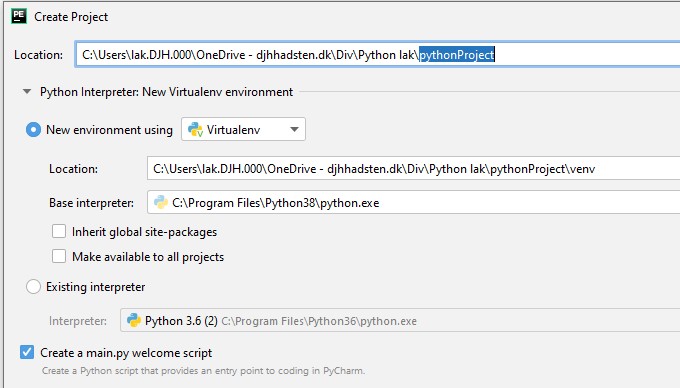 PE Create Project
Location: C:\Users\lak.DJH.000\OneDrive - djhhadsten.dk\Div\Python lak\pythonProject
Python Interpreter: New Virtualenv environment
New environment using Virtualenv
Location: C:\Users\lak.DJH.000\OneDrive - djhhadsten.dk\Div\Python lak\pythonProject\venv
Base interpreter: C:\Program Files\Python38\python.exe
Inherit global site-packages
Make available to all projects
Existing interpreter
Interpreter: Python 3.6 (2) C:\Program Files\Python36\python.exe
Create a main.py welcome script
Create a Python script that provides an entry point to coding in PyCharm.